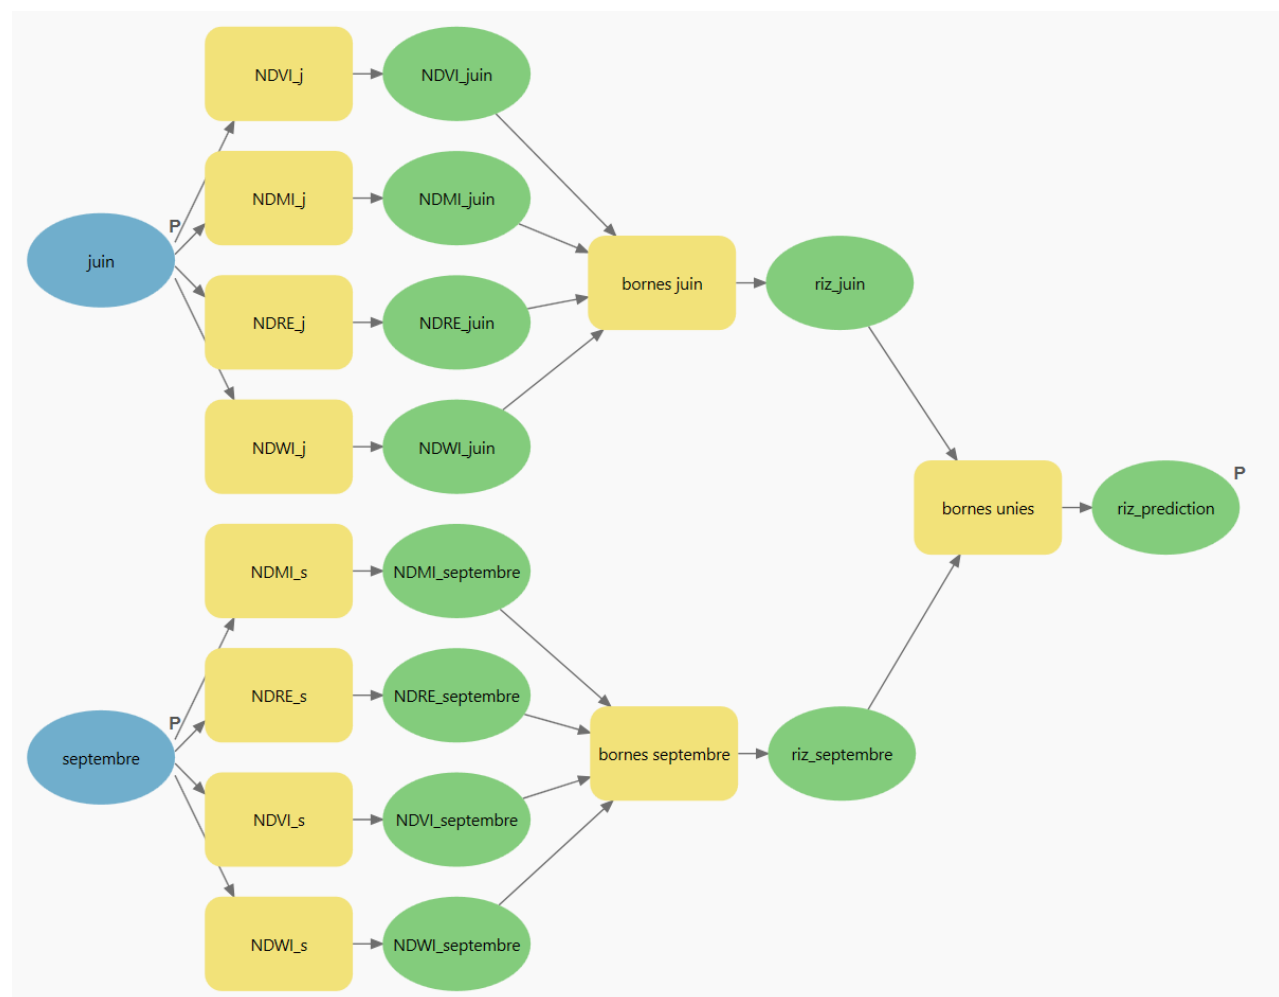 NDVI_j
NDVI_juin
NDMI_j
NDMI_juin
P
juin
bornes juin
riz_juin
NDRE_j
NDRE_juin
NDWI_j
NDWI_juin
bornes unies
riz_prediction
P
NDMI_s
NDMI_septembre
NDRE_s
NDRE_septembre
P
septembre
bornes septembre
riz_septembre
NDVI_s
NDVI_septembre
NDWI_s
NDWI_septembre